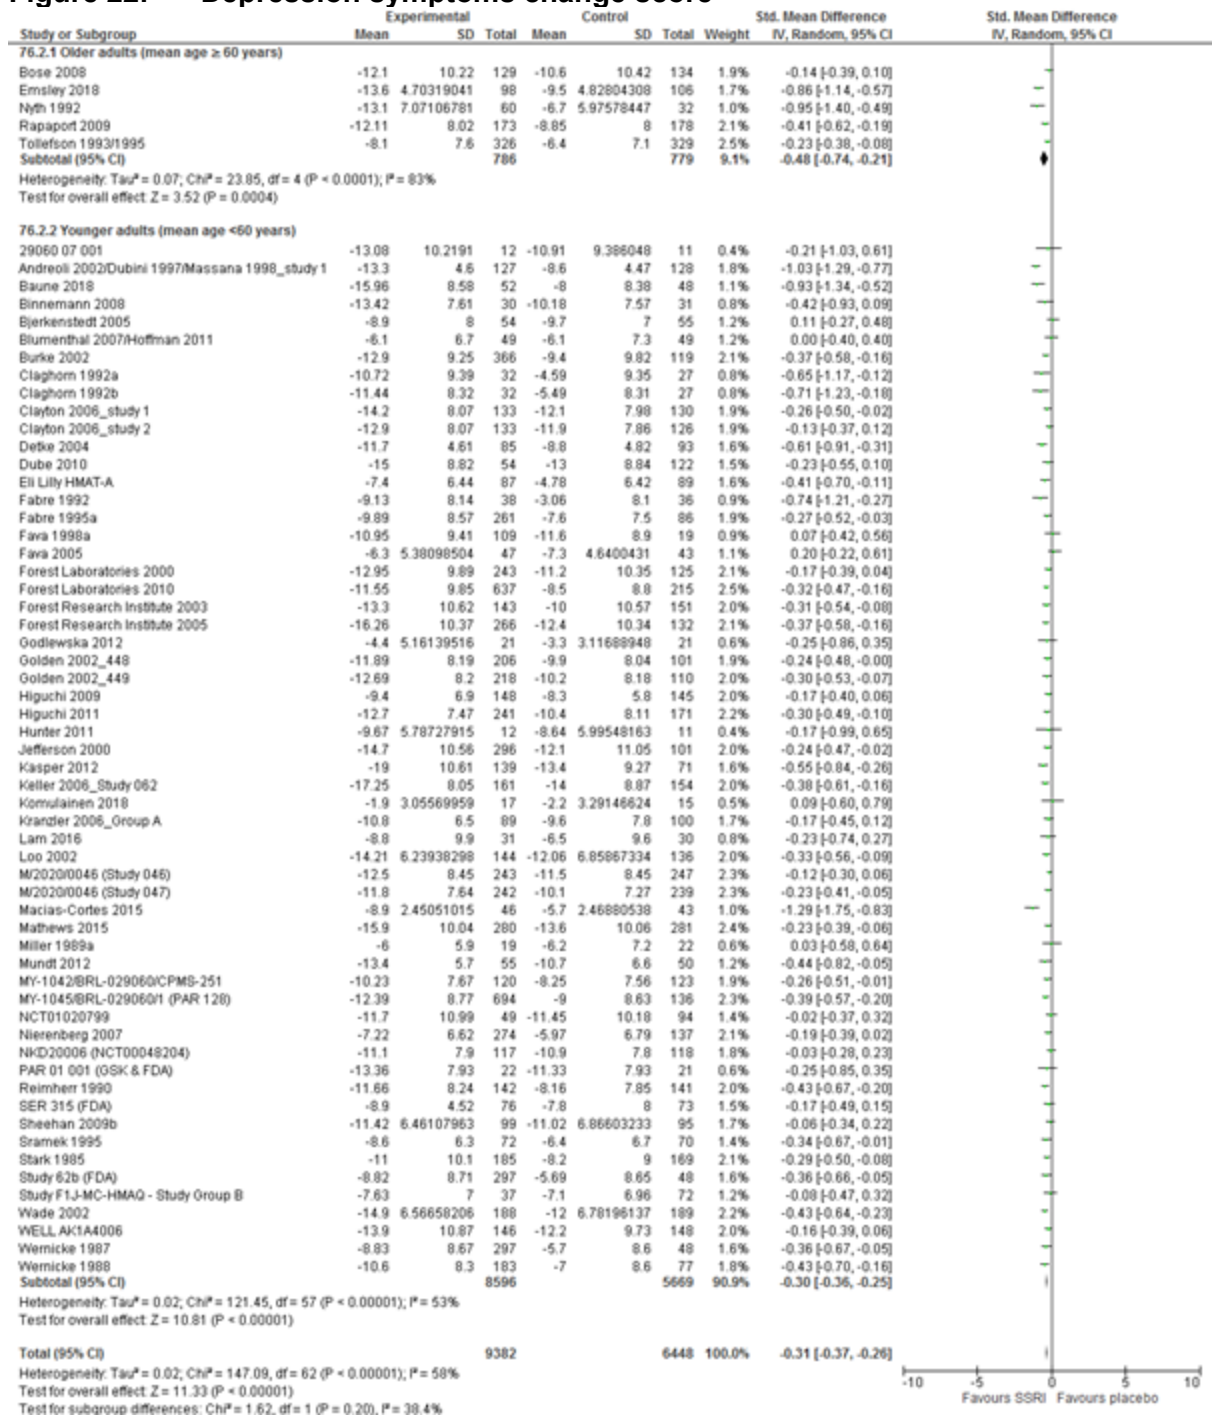 Figure 22: Depression symptoms change score
Experimental Control Std. Mean Difference Std. Mean Difference
Study or Subgroup Mean SD Total Mean SD Total Weight IV, Random, 95% CI IV, Random, 95% CI
76.2.1 Older adults (mean age ≥ 60 years)
Bose 2008 -12.1 10.22 129 -10.6 10.42 134 1.9% -0.14 [-0.39, 0.10]
Emsley 2018 -13.6 4.70319041 98 -9.5 4.82804308 106 1.7% -0.86 [-1.14, -0.57]
Nyth 1992 -13.1 7.07106781 60 -6.7 5.97578447 32 1.0% -0.95 [-1.40, -0.49]
Rapaport 2009 -12.11 8.02 173 -8.85 8 178 2.1% -0.41 [-0.62, -0.19]
Tollefson 1993/1995 -8.1 7.6 326 -6.4 7.1 329 2.5% -0.23 [-0.38, -0.08]
Subtotal (95% CI) 786 779 9.1% -0.48 [-0.74, -0.21]
Heterogeneity: Tau² = 0.07; Chi² = 23.85, df = 4 (P < 0.0001); I² = 83%
Test for overall effect: Z = 3.52 (P = 0.0004)
76.2.2 Younger adults (mean age <60 years)
29060 07 001 -13.08 10.2191 12 -10.91 9.386048 11 0.4% -0.21 [-1.03, 0.61]
Andreoli 2002/Dubini 1997/Massana 1998_study 1 -13.3 4.6 127 -8.6 4.47 128 1.8% -1.03 [-1.29, -0.77]
Baune 2018 -15.96 8.58 52 -8 8.38 48 1.1% -0.93 [-1.34, -0.52]
Binnemann 2008 -13.42 7.61 30 -10.18 7.57 31 0.8% -0.42 [-0.93, 0.09]
Bjerkenstedt 2005 -8.9 8 54 -9.7 7 55 1.2% 0.11 [-0.27, 0.48]
Blumenthal 2007/Hoffman 2011 -6.1 6.7 49 -6.1 7.3 49 1.2% 0.00 [-0.40, 0.40]
Burke 2002 -12.9 9.25 366 -9.4 9.82 119 2.1% -0.37 [-0.58, -0.16]
Claghorn 1992a -10.72 9.39 32 -4.59 9.35 27 0.8% -0.65 [-1.17, -0.12]
Claghorn 1992b -11.44 8.32 32 -5.49 8.31 27 0.8% -0.71 [-1.23, -0.18]
Clayton 2006_study 1 -14.2 8.07 133 -12.1 7.98 130 1.9% -0.26 [-0.50, -0.02]
Clayton 2006_study 2 -12.9 8.07 133 -11.9 7.86 126 1.9% -0.13 [-0.37, 0.12]
Detke 2004 -11.7 4.61 85 -8.8 4.82 93 1.6% -0.61 [-0.91, -0.31]
Dube 2010 -15 8.82 54 -13 8.84 122 1.5% -0.23 [-0.55, 0.10]
Eli Lilly HMAT-A -7.4 6.44 87 -4.78 6.42 89 1.6% -0.41 [-0.70, -0.11]
Fabre 1992 -9.13 8.14 38 -3.06 8.1 36 0.9% -0.74 [-1.21, -0.27]
Fabre 1995a -9.89 8.57 261 -7.6 7.5 86 1.9% -0.27 [-0.52, -0.03]
Fava 1998a -10.95 9.41 109 -11.6 8.9 19 0.9% 0.07 [-0.42, 0.56]
Fava 2005 -6.3 5.38098504 47 -7.3 4.6400431 43 1.1% 0.20 [-0.22, 0.61]
Forest Laboratories 2000 -12.95 9.89 243 -11.2 10.35 125 2.1% -0.17 [-0.39, 0.04]
Forest Laboratories 2010 -11.55 9.85 637 -8.5 8.8 215 2.5% -0.32 [-0.47, -0.16]
Forest Research Institute 2003 -13.3 10.62 143 -10 10.57 151 2.0% -0.31 [-0.54, -0.08]
Forest Research Institute 2005 -16.26 10.37 266 -12.4 10.34 132 2.0% -0.37 [-0.58, -0.16]
Godlewska 2012 -4.4 5.16139516 21 -3.3 3.11688948 21 0.6% -0.25 [-0.86, 0.35]
Golden 2002_448 -11.89 8.19 206 -9.9 8.04 101 1.9% -0.24 [-0.48, -0.00]
Golden 2002_449 -12.69 8.2 218 -10.2 8.18 110 2.0% -0.30 [-0.53, -0.07]
Higuchi 2009 -9.4 6.9 148 -8.3 5.8 145 2.0% -0.17 [-0.40, 0.06]
Higuchi 2011 -12.7 7.47 241 -10.4 8.11 171 2.2% -0.30 [-0.49, -0.10]
Hunter 2011 -9.67 5.78727915 12 -8.64 5.99548163 11 0.4% -0.17 [-0.99, 0.65]
Jefferson 2000 -14.7 10.56 296 -12.1 11.05 101 2.0% -0.24 [-0.47, -0.02]
Kasper 2012 -19 10.61 139 -13.4 9.27 71 1.6% -0.55 [-0.84, -0.26]
Keller 2006_Study 062 -17.25 8.05 161 -14 8.87 154 2.0% -0.38 [-0.61, -0.16]
Komulainen 2018 -1.9 3.05569959 17 -2.2 3.29146624 15 0.5% 0.09 [-0.60, 0.79]
Kranzler 2006_Group A -10.8 6.5 89 -9.6 7.8 100 1.7% -0.17 [-0.45, 0.12]
Lam 2016 -8.8 9.9 31 -6.5 9.6 30 0.8% -0.23 [-0.74, 0.27]
Loo 2002 -14.21 6.23938298 144 -12.06 6.85867334 136 2.0% -0.33 [-0.56, -0.09]
M/2020/0046 (Study 046) -12.5 8.45 243 -11.5 8.45 247 2.3% -0.12 [-0.30, 0.06]
M/2020/0046 (Study 047) -11.8 7.64 242 -10.1 7.27 239 2.3% -0.23 [-0.41, -0.05]
Macias-Cortes 2015 -8.9 2.45051015 46 -5.7 2.46880538 43 1.0% -1.29 [-1.75, -0.83]
Mathews 2015 -15.9 10.04 280 -13.6 10.06 281 2.4% -0.23 [-0.39, -0.06]
Miller 1989a -6 5.9 19 -6.2 7.2 22 0.6% 0.03 [-0.58, 0.64]
Mundt 2012 -13.4 5.7 55 -10.7 6.6 50 1.2% -0.44 [-0.82, -0.05]
MY-1042/BRL-029060/CPMS-251 -10.23 7.67 120 -8.25 7.56 123 1.8% -0.26 [-0.51, -0.01]
MY-1045/BRL-029060/1 (PAR 128) -12.39 8.77 694 -9 8.63 136 2.3% -0.39 [-0.57, -0.20]
NCT01020799 -11.7 10.99 49 -11.45 10.18 94 1.4% -0.02 [-0.37, 0.32]
Nierenberg 2007 -7.22 6.62 274 -5.97 6.79 137 2.1% -0.19 [-0.39, 0.02]
NKD20006 (NCT00048204) -11.1 7.9 117 -10.9 7.8 118 1.8% -0.03 [-0.28, 0.23]
PAR 01 001 (GSK & FDA) -13.36 7.93 22 -11.33 7.93 21 0.6% -0.25 [-0.85, 0.35]
Reimherr 1990 -11.66 8.24 142 -8.16 7.85 141 2.0% -0.43 [-0.67, -0.20]
SER 315 (FDA) -8.9 4.52 76 -7.8 8 73 1.5% -0.17 [-0.49, 0.15]
Sheehan 2009b -11.42 6.46107963 99 -11.02 6.86603233 95 1.7% -0.06 [-0.34, 0.22]
Sramek 1995 -8.6 6.3 72 -6.4 6.7 70 1.4% -0.34 [-0.67, -0.01]
Stark 1985 -11 10.1 185 -8.2 9 169 2.1% -0.29 [-0.50, -0.08]
Study 62b (FDA) -8.82 8.71 297 -5.69 8.65 48 1.6% -0.36 [-0.66, -0.05]
Study F1J-MC-HMAQ - Study Group B -7.63 7 37 -7.1 6.96 72 1.2% -0.08 [-0.47, 0.32]
Wade 2002 -14.9 6.56658206 188 -12 6.78196137 189 2.2% -0.43 [-0.64, -0.23]
WELL AK1A4006 -13.9 10.87 146 -12.2 9.73 148 2.0% -0.16 [-0.39, 0.06]
Wernicke 1987 -8.83 8.67 297 -5.7 8.6 48 1.6% -0.36 [-0.67, -0.05]
Wernicke 1988 -10.6 8.3 183 -7 8.6 77 1.8% -0.43 [-0.70, -0.16]
Subtotal (95% CI) 8596 5669 90.9% -0.30 [-0.36, -0.25]
Heterogeneity: Tau² = 0.02; Chi² = 121.45, df = 57 (P < 0.00001); I² = 53%
Test for overall effect: Z = 10.81 (P < 0.00001)
Total (95% CI) 9382 6448 100.0% -0.31 [-0.37, -0.26]
Heterogeneity: Tau² = 0.02; Chi² = 147.09, df = 62 (P < 0.00001); I² = 58%
Test for overall effect: Z = 11.33 (P < 0.00001)
Test for subgroup differences: Chi² = 1.62, df = 1 (P = 0.20), I² = 38.4%
-10 -5 0 5 10
Favours SSRI Favours placebo